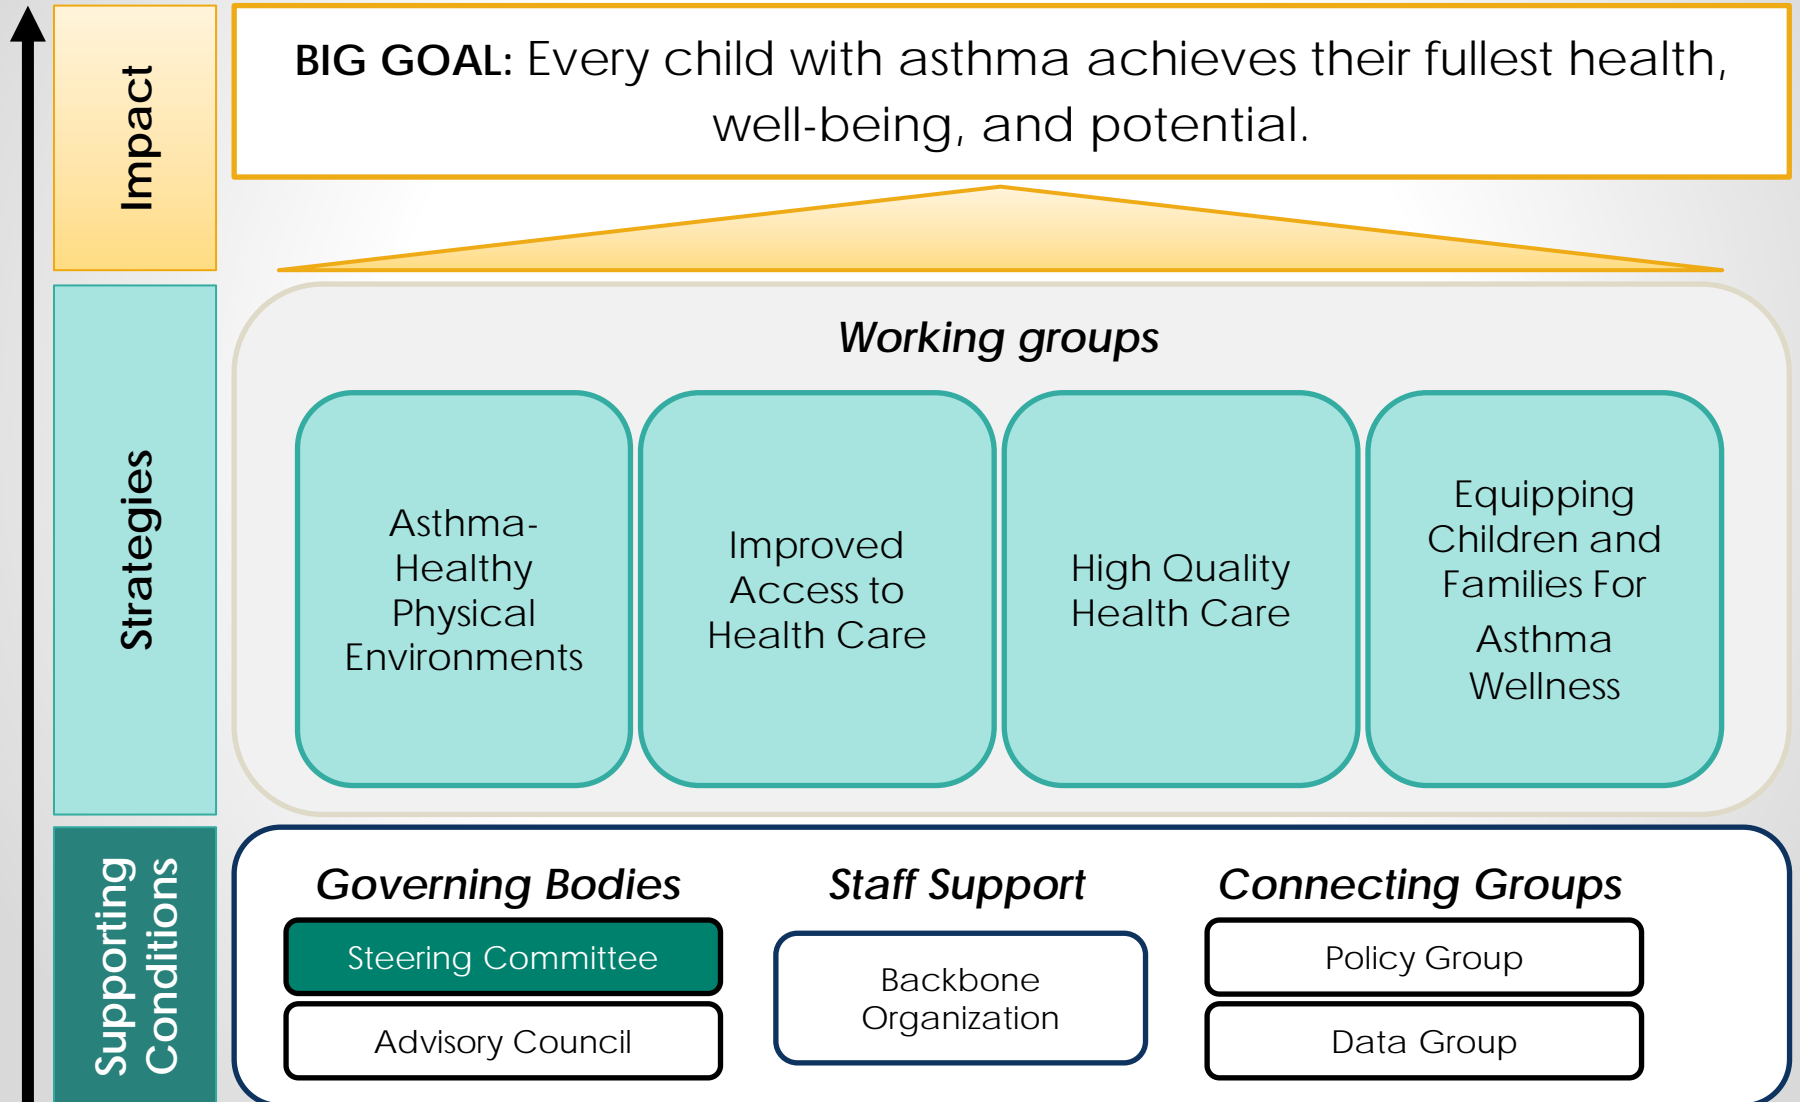 Impact
BIG GOAL: Every child with asthma achieves their fullest health,
well-being, and potential.
Strategies
Working groups
Asthma-
Healthy
Physical
Environments
Improved
Access to
Health Care
High Quality
Health Care
Equipping
Children and
Families For
Asthma
Wellness
Supporting
Conditions
Governing Bodies
Steering Committee
Advisory Council
Staff Support
Backbone
Organization
Connecting Groups
Policy Group
Data Group